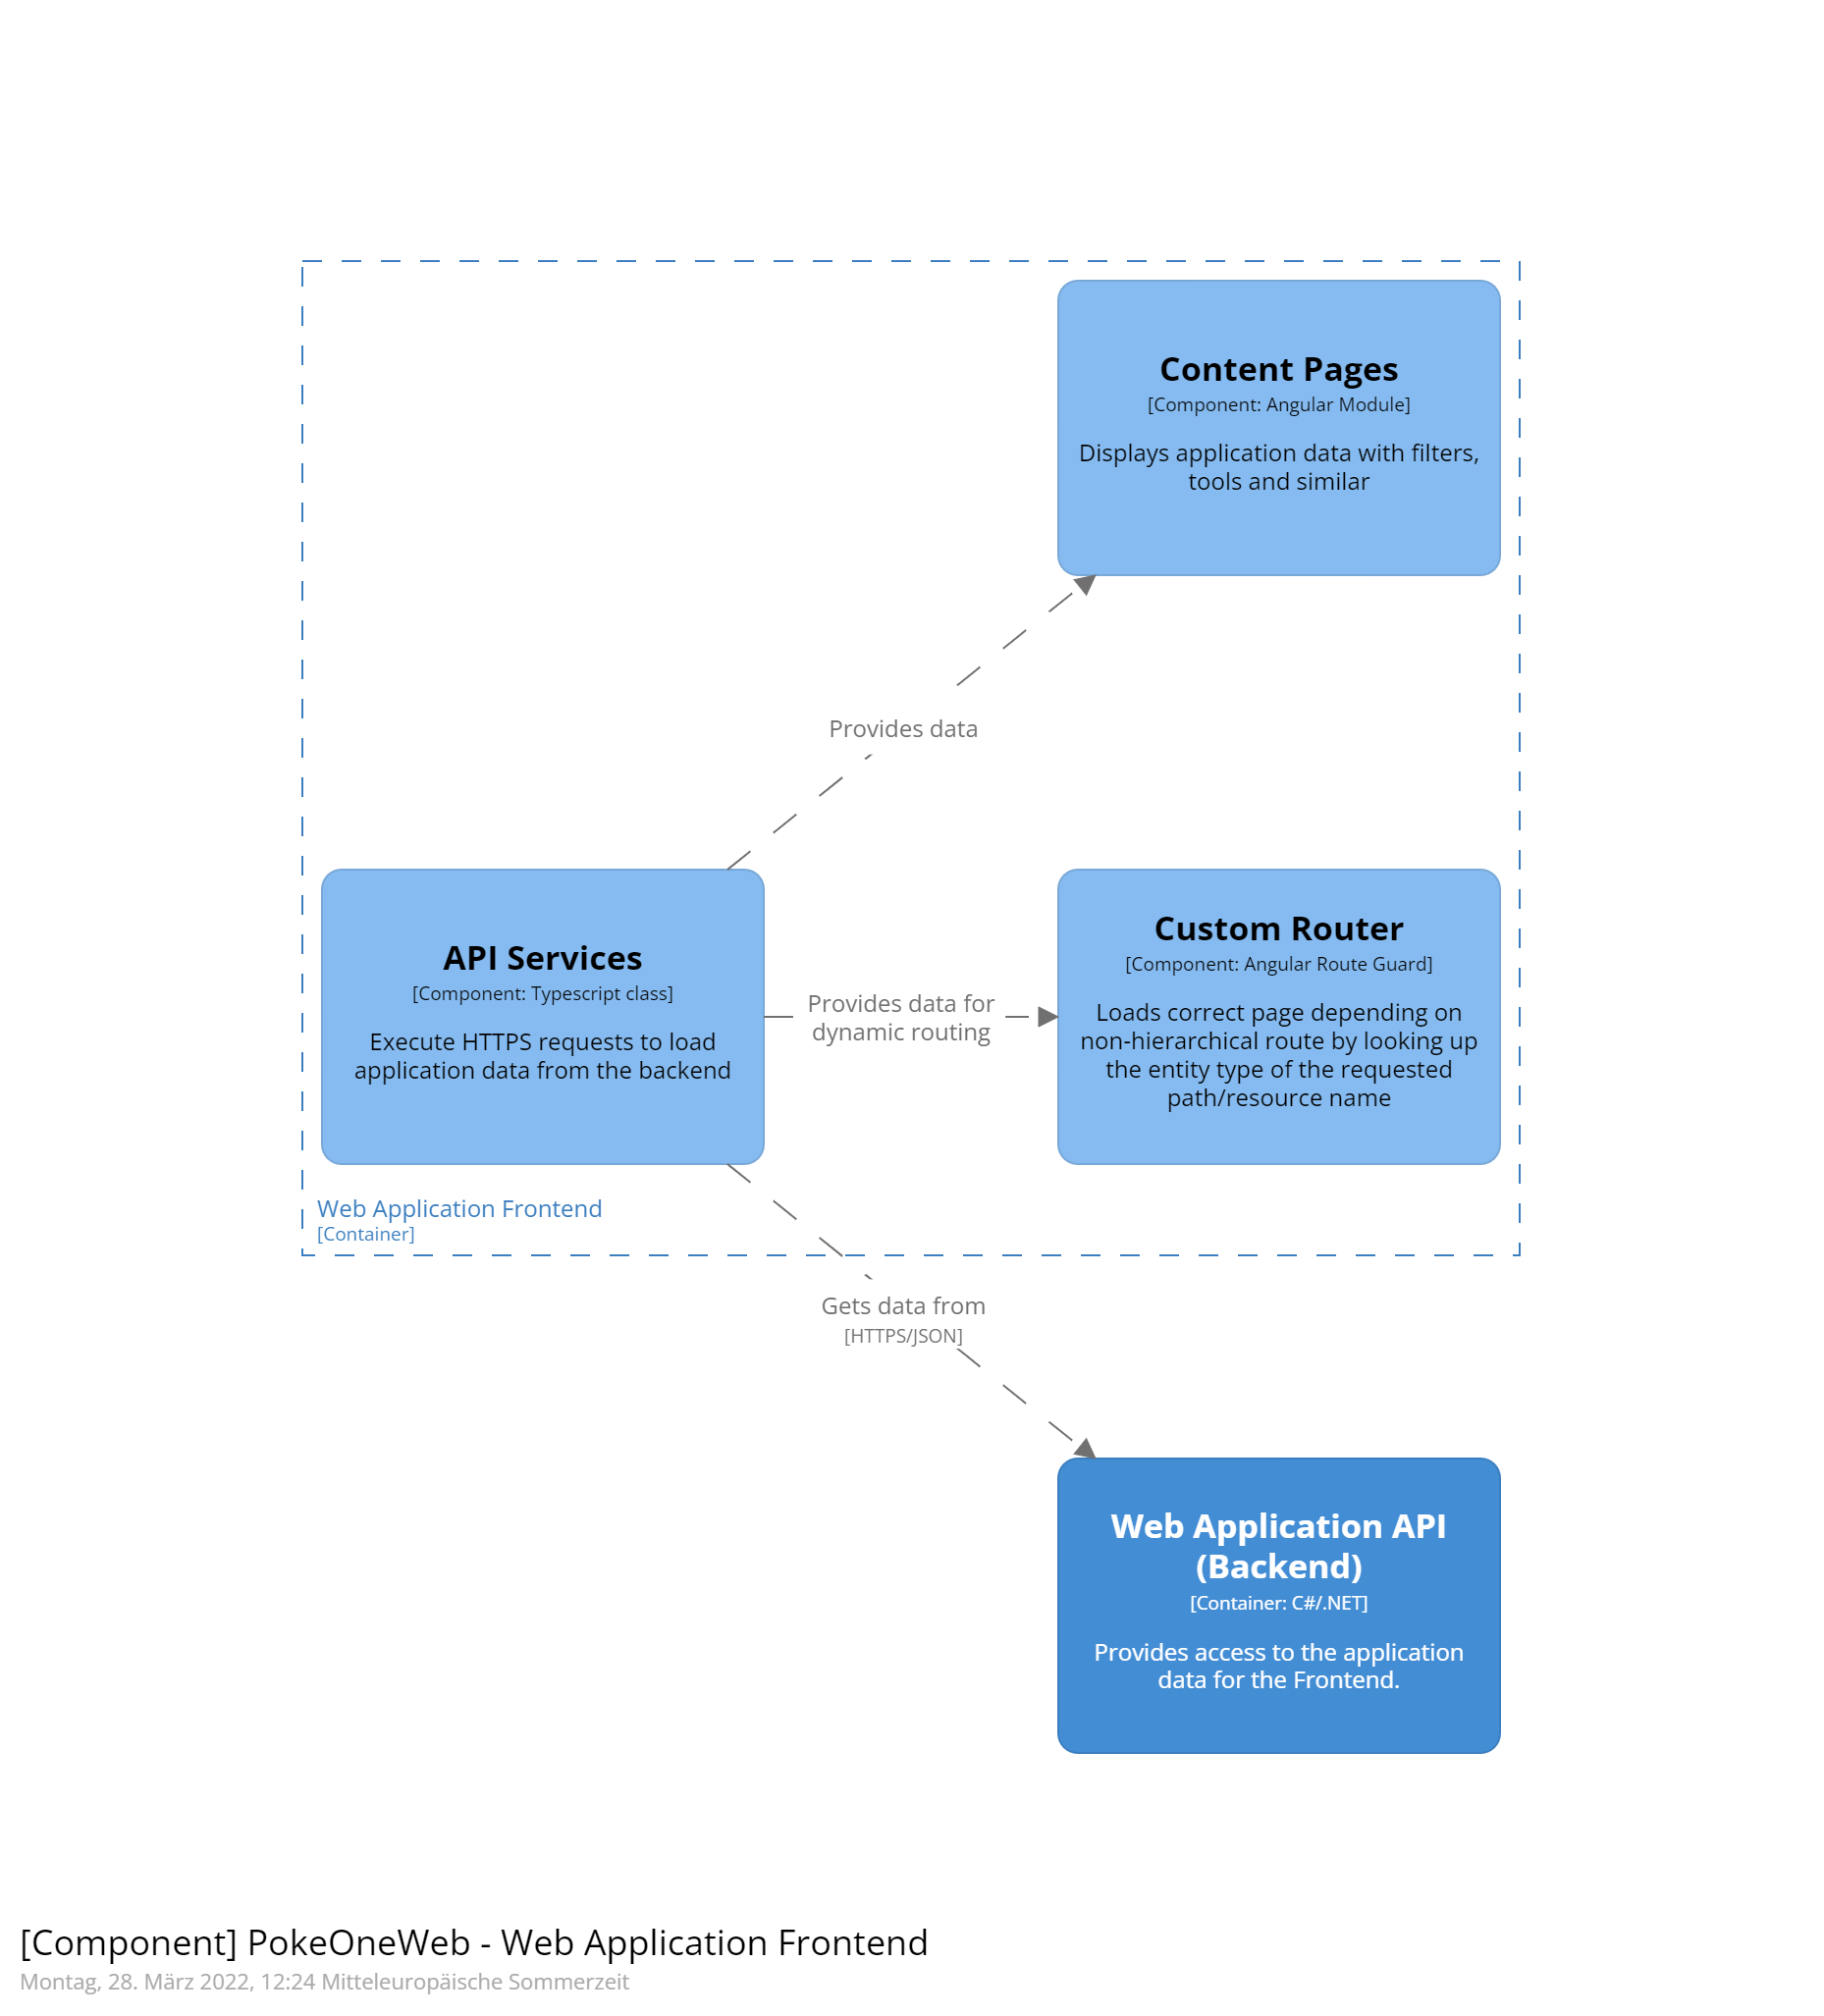 Content Pages
[Component: Angular Module]
Displays application data with filters,
tools and similar
Provides data
API Services
[Component: Typescript class]
Execute HTTPS requests to load
application data from the backend
Provides data for
dynamic routing
Custom Router
[Component: Angular Route Guard]
Loads correct page depending on
non-hierarchical route by looking up
the entity type of the requested
path/resource name
Web Application Frontend
[Container]
Gets data from
[HTTPS/JSON]
Web Application API
(Backend)
[Container: C#/.NET]
Provides access to the application
data for the Frontend.
[Component] PokeOneWeb - Web Application Frontend
Montag, 28. März 2022, 12:24 Mitteleuropäische Sommerzeit